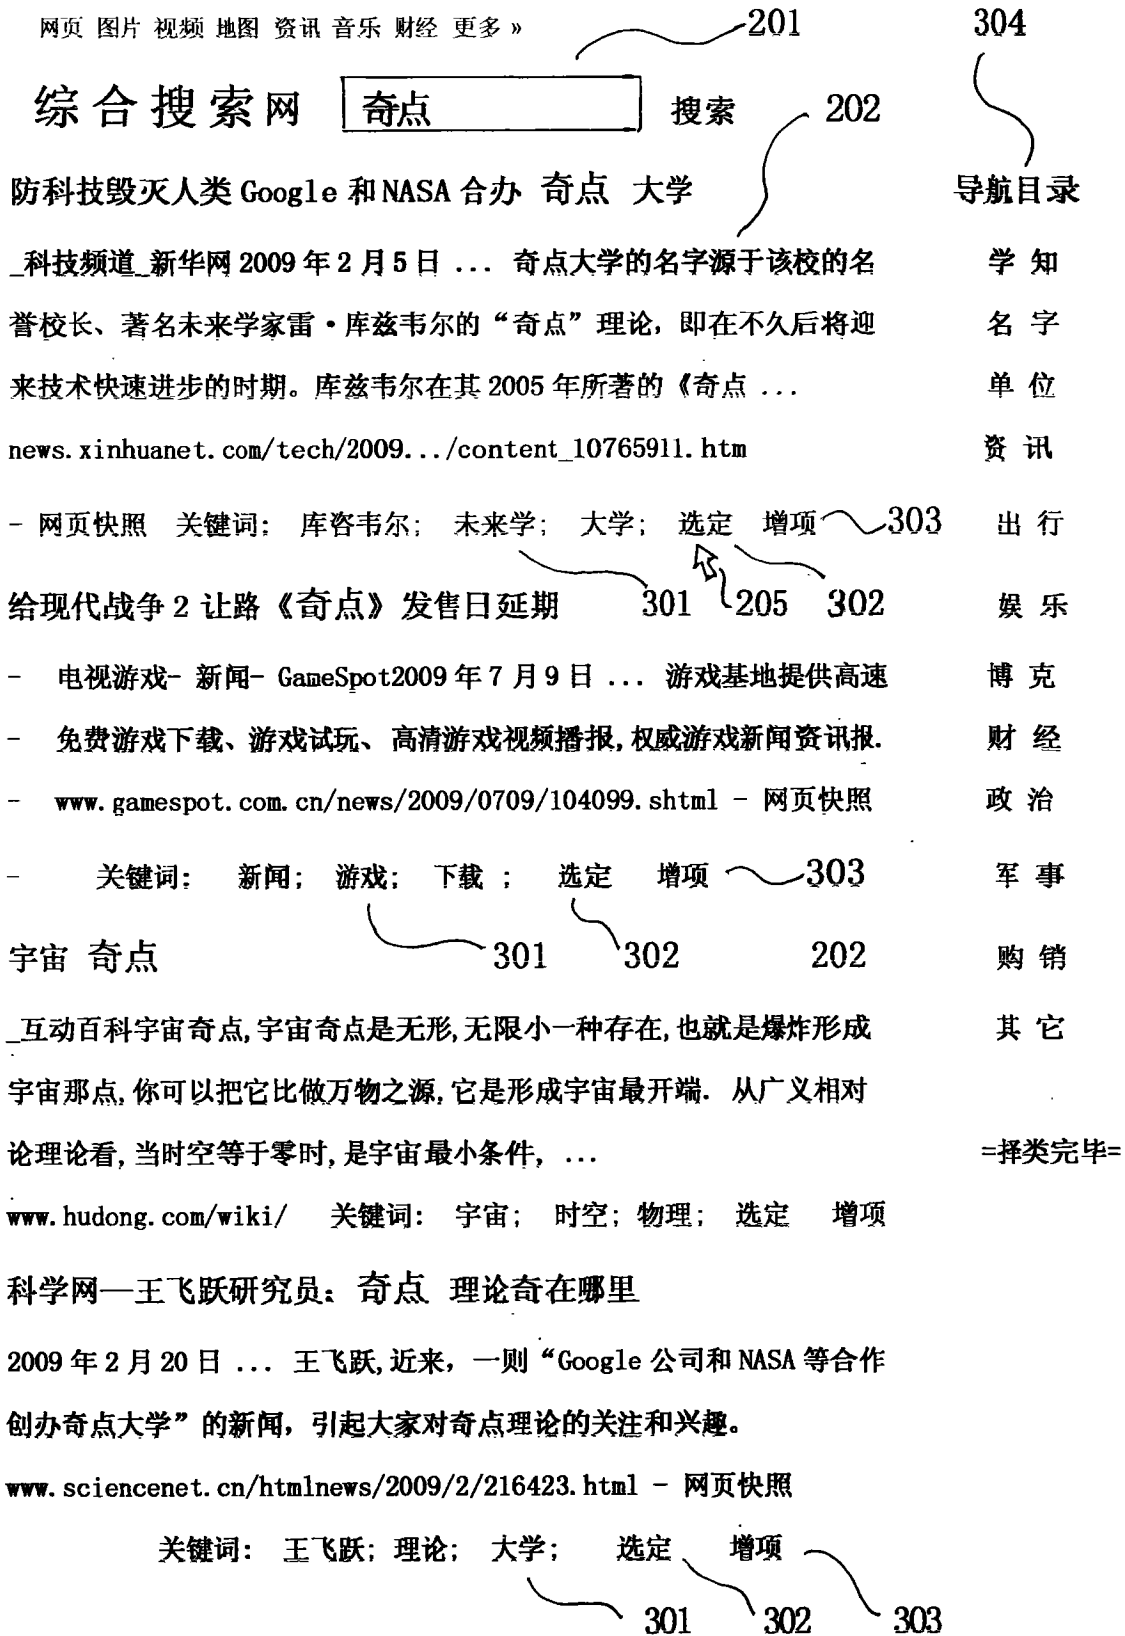 网页 图片 视频 地图 资讯 音乐 财经 更多 » 201 304
综合搜索网 奇点 搜索 202
防科技毁灭人类 Google 和 NASA 合办 奇点 大学 导航目录
_科技频道_新华网 2009 年 2 月 5 日 ... 奇点大学的名字源于该校的名 学 知
誉校长、著名未来学家雷·库兹韦尔的“奇点”理论，即在不久后将迎 名 字
来技术快速进步的时期。库兹韦尔在其 2005 年所著的《奇点 ... 单 位
news.xinhuanet.com/tech/2009.../content_10765911.htm 资 讯
- 网页快照 关键词： 库咨韦尔； 未来学； 大学； 选定 增项 303 出 行
给现代战争 2 让路《奇点》发售日延期 301 205 302 娱 乐
- 电视游戏- 新闻- GameSpot2009 年 7 月 9 日 ... 游戏基地提供高速 博 克
- 免费游戏下载、游戏试玩、高清游戏视频播报,权威游戏新闻资讯报. 财 经
- www.gamespot.com.cn/news/2009/0709/104099.shtml - 网页快照 政 治
- 关键词： 新闻； 游戏； 下载 ； 选定 增项 303 军 事
宇宙 奇点 301 302 202 购 销
_互动百科宇宙奇点,宇宙奇点是无形,无限小一种存在,也就是爆炸形成 其 它
宇宙那点,你可以把它比做万物之源,它是形成宇宙最开端. 从广义相对
论理论看,当时空等于零时,是宇宙最小条件, ... =择类完毕=
www.hudong.com/wiki/ 关键词： 宇宙； 时空；物理； 选定 增项
科学网—王飞跃研究员：奇点 理论奇在哪里
2009 年 2 月 20 日 ... 王飞跃,近来，一则“Google 公司和 NASA 等合作
创办奇点大学”的新闻，引起大家对奇点理论的关注和兴趣。
www.sciencenet.cn/htmlnews/2009/2/216423.html - 网页快照
关键词： 王飞跃；理论； 大学； 选定 增项
301 302 303